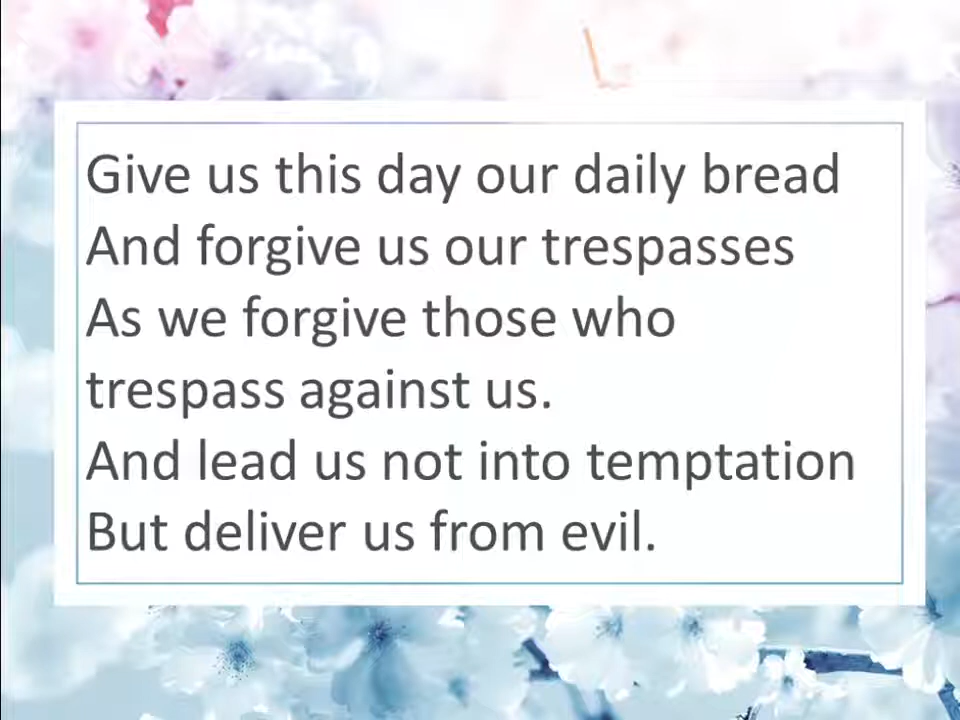 Give us this day our daily bread
And forgive us our trespasses
As we forgive those who
trespass against us.
And lead us not into temptation
But deliver us from evil.